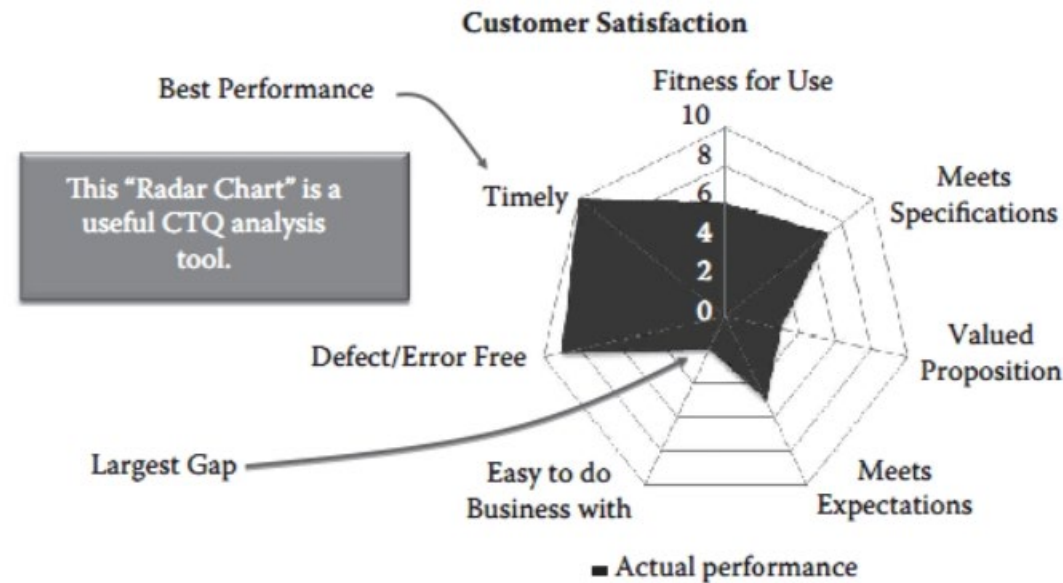 Customer Satisfaction
Best Performance
Fitness for Use
10
8
6
4
2
0
This “Radar Chart” is a
useful CTQ analysis
tool.
Timely
Meets
Specifications
Defect/Error Free
Valued
Proposition
Largest Gap
Easy to do
Business with
Meets
Expectations
Actual performance